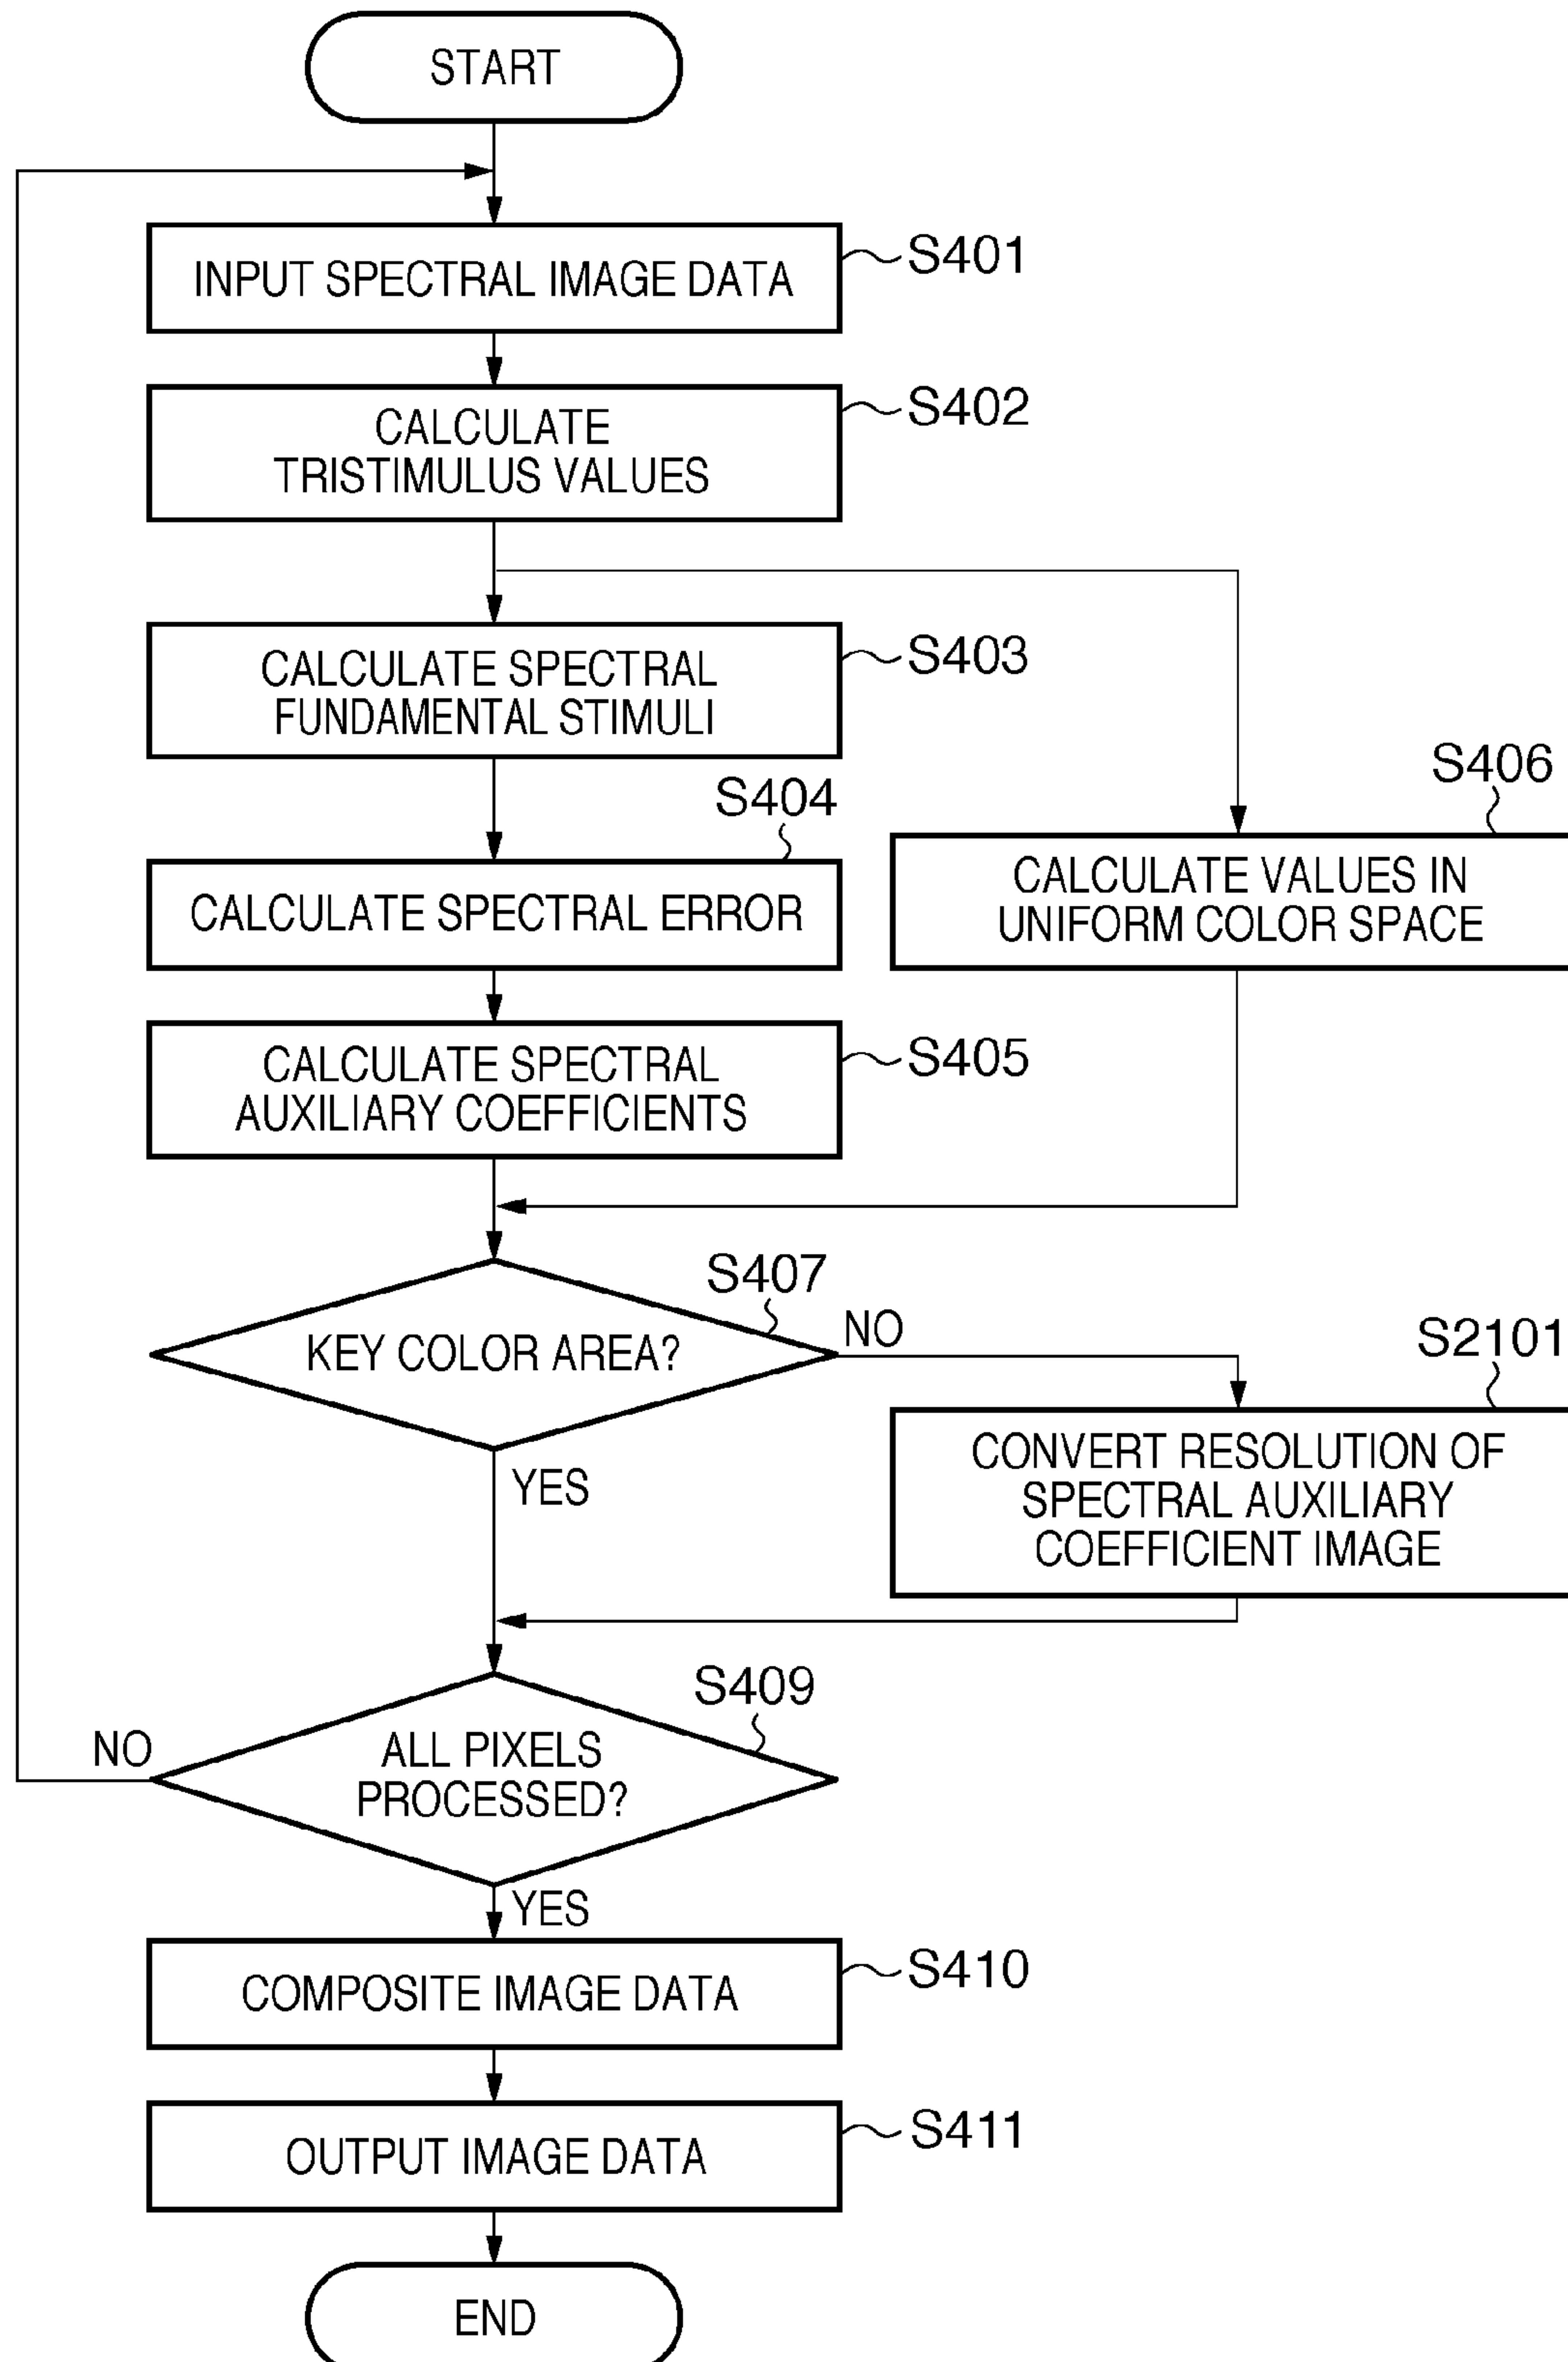 START
INPUT SPECTRAL IMAGE DATA
S401
CALCULATE
TRISTIMULUS VALUES
S402
CALCULATE SPECTRAL
FUNDAMENTAL STIMULI
S403
S404
CALCULATE SPECTRAL ERROR
S406
CALCULATE VALUES IN
UNIFORM COLOR SPACE
CALCULATE SPECTRAL
AUXILIARY COEFFICIENTS
S405
S407
KEY COLOR AREA?
NO
YES
S2101
CONVERT RESOLUTION OF
SPECTRAL AUXILIARY
COEFFICIENT IMAGE
S409
ALL PIXELS
PROCESSED?
NO
YES
COMPOSITE IMAGE DATA
S410
OUTPUT IMAGE DATA
S411
END